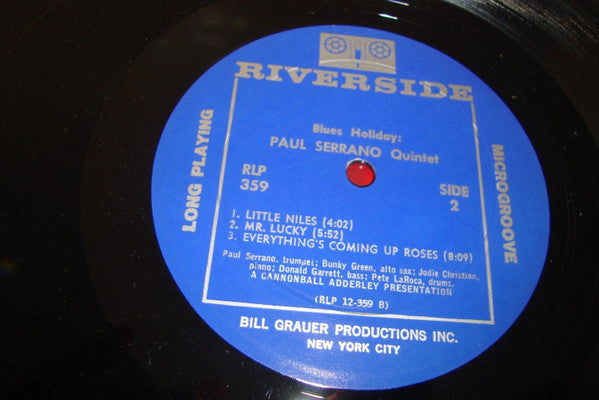 RIVERSIDE
Blues Holiday:
PAUL SERRANO Quintet
RLP
359
SIDE
2
LONG PLAYING
MICROGROOVE
1. LITTLE NILES (4:02)
2. MR. LUCKY (5:52)
3. EVERYTHING'S COMING UP ROSES (8:09)
Paul Serrano, trumpet; Bunky Green, alto sax; Jodie Christian,
piano; Donald Garrett, bass; Pete LaRoca, drums.
A CANNONBALL ADDERLEY PRESENTATION
(RLP 12-359 B)
BILL GRAUER PRODUCTIONS INC.
NEW YORK CITY